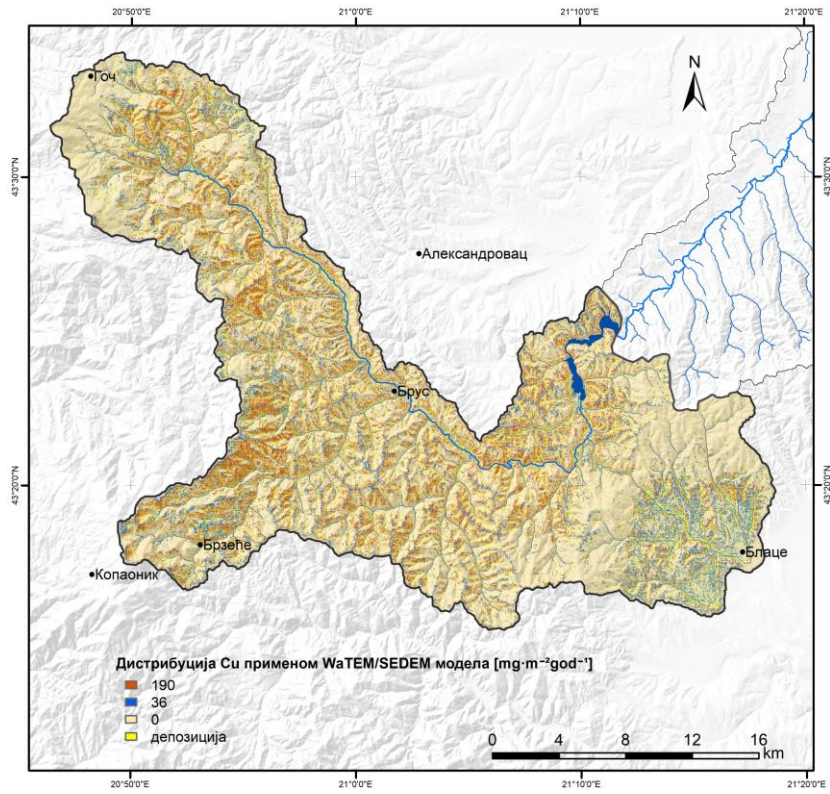 20°50'0"E 21°0'0"E 21°10'0"E 21°20'0"E
Гоч
N
43°30'0"N 43°30'0"N
Александровац
Брус
43°20'0"N 43°20'0"N
Брзеће
Блаце
Копаоник
Дистрибуција Cu применом WaTEM/SEDEM модела [mg·m⁻²god⁻¹]
190
36
0
депозиција
0 4 8 12 16
km
20°50'0"E 21°0'0"E 21°10'0"E 21°20'0"E